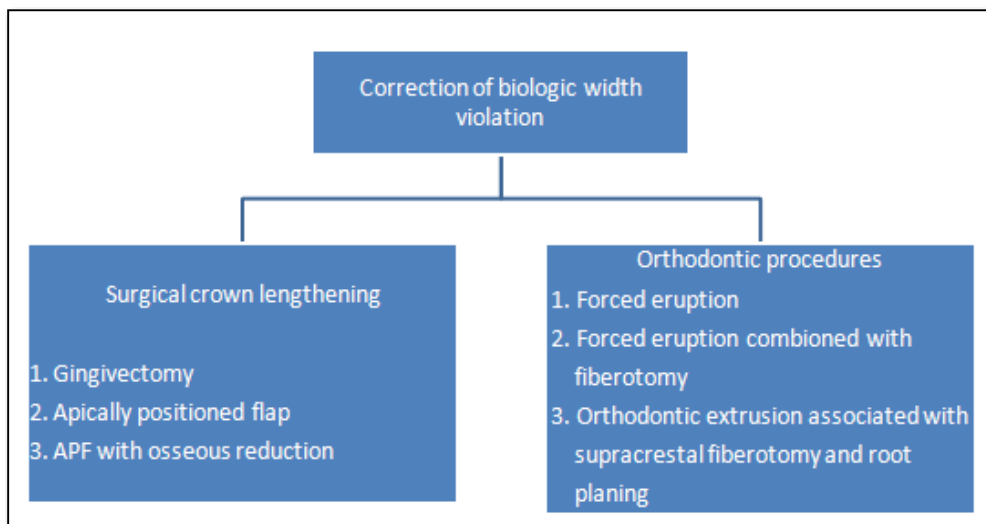 Correction of biologic width
violation
Surgical crown lengthening
1. Gingivectomy
2. Apically positioned flap
3. APF with osseous reduction
Orthodontic procedures
1. Forced eruption
2. Forced eruption combioned with
fiberotomy
3. Orthodontic extrusion associated with
supracrestal fiberotomy and root
planing